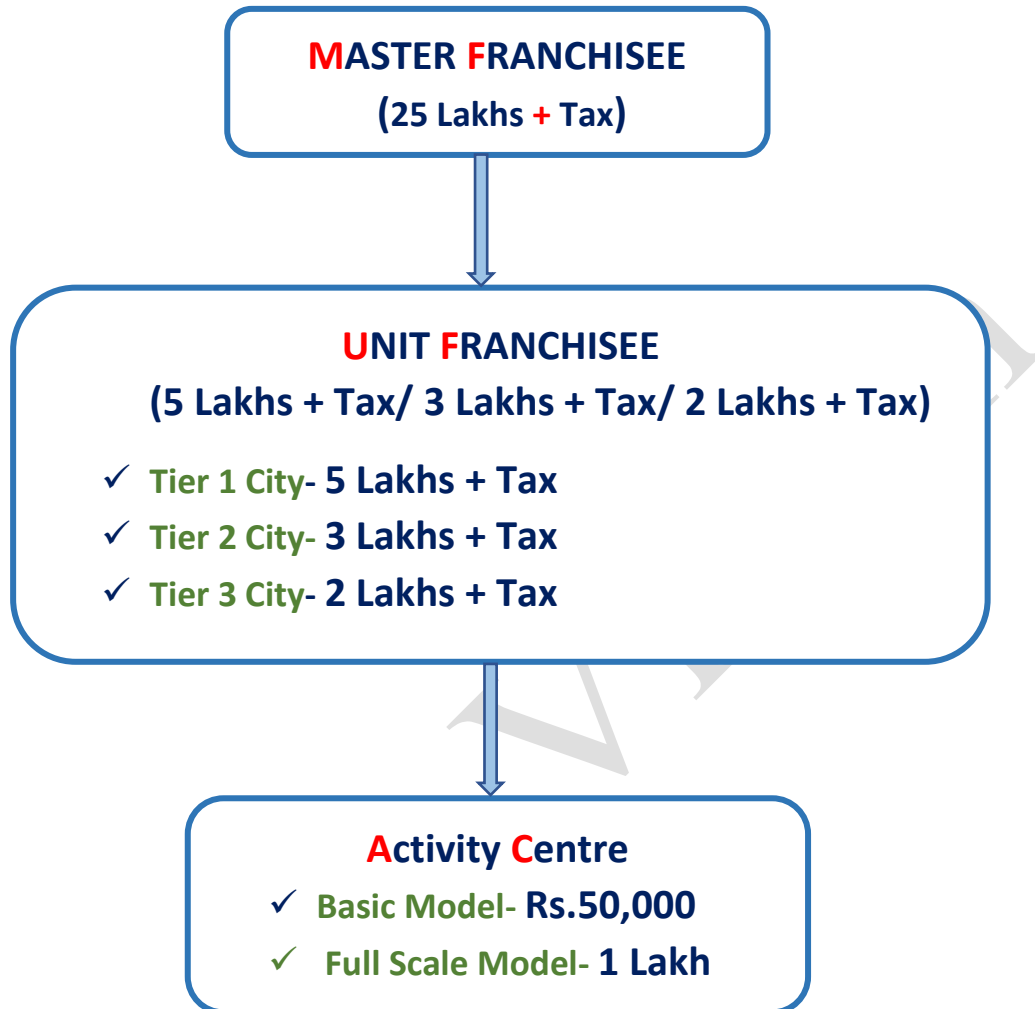 MASTER FRANCHISEE
(25 Lakhs + Tax)
UNIT FRANCHISEE
(5 Lakhs + Tax/ 3 Lakhs + Tax/ 2 Lakhs + Tax)
✓ Tier 1 City- 5 Lakhs + Tax
✓ Tier 2 City- 3 Lakhs + Tax
✓ Tier 3 City- 2 Lakhs + Tax
Activity Centre
✓ Basic Model- Rs.50,000
✓ Full Scale Model- 1 Lakh